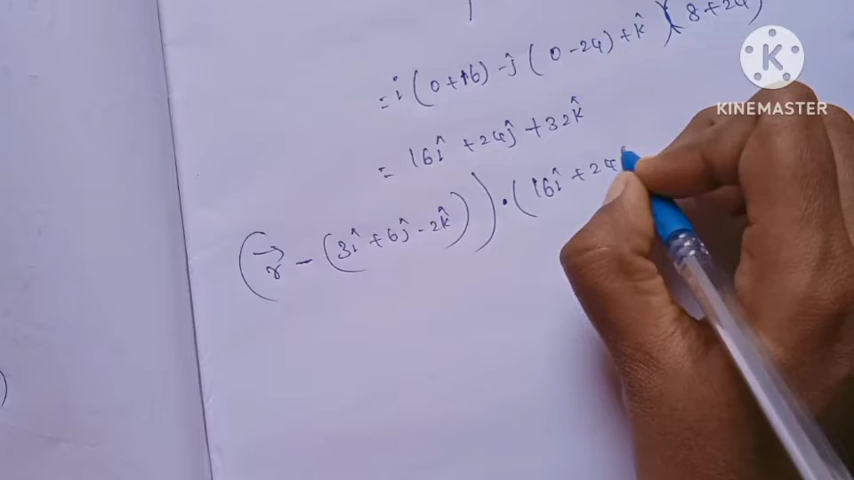 = î(0+16) -ĵ(0-24)+k̂)(8+24)
= 16î +24ĵ +32k̂
(r⃗ - (3î +6ĵ -2k̂)) · (16î + 24
KINEMASTER